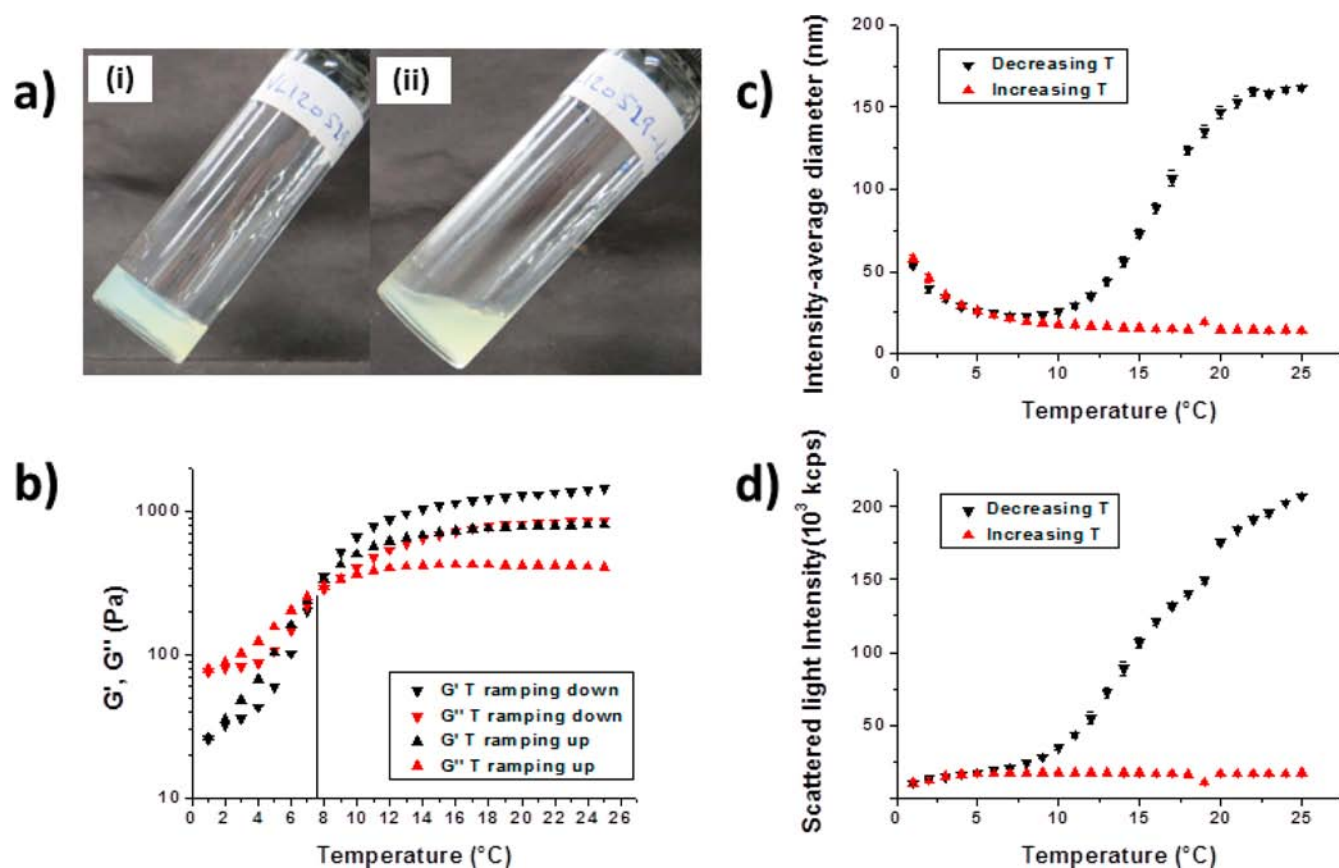 a)
(i)
(ii)
VL120529
120529-1
b)
G', G'' (Pa)
1000
100
10
0 2 4 6 8 10 12 14 16 18 20 22 24 26
Temperature (°C)
G' T ramping down
G'' T ramping down
G' T ramping up
G'' T ramping up
c)
Intensity-average diameter (nm)
200
150
100
50
0
0 5 10 15 20 25
Temperature (°C)
Decreasing T
Increasing T
d)
Scattered light Intensity(10³ kcps)
200
150
100
50
0 5 10 15 20 25
Temperature (°C)
Decreasing T
Increasing T